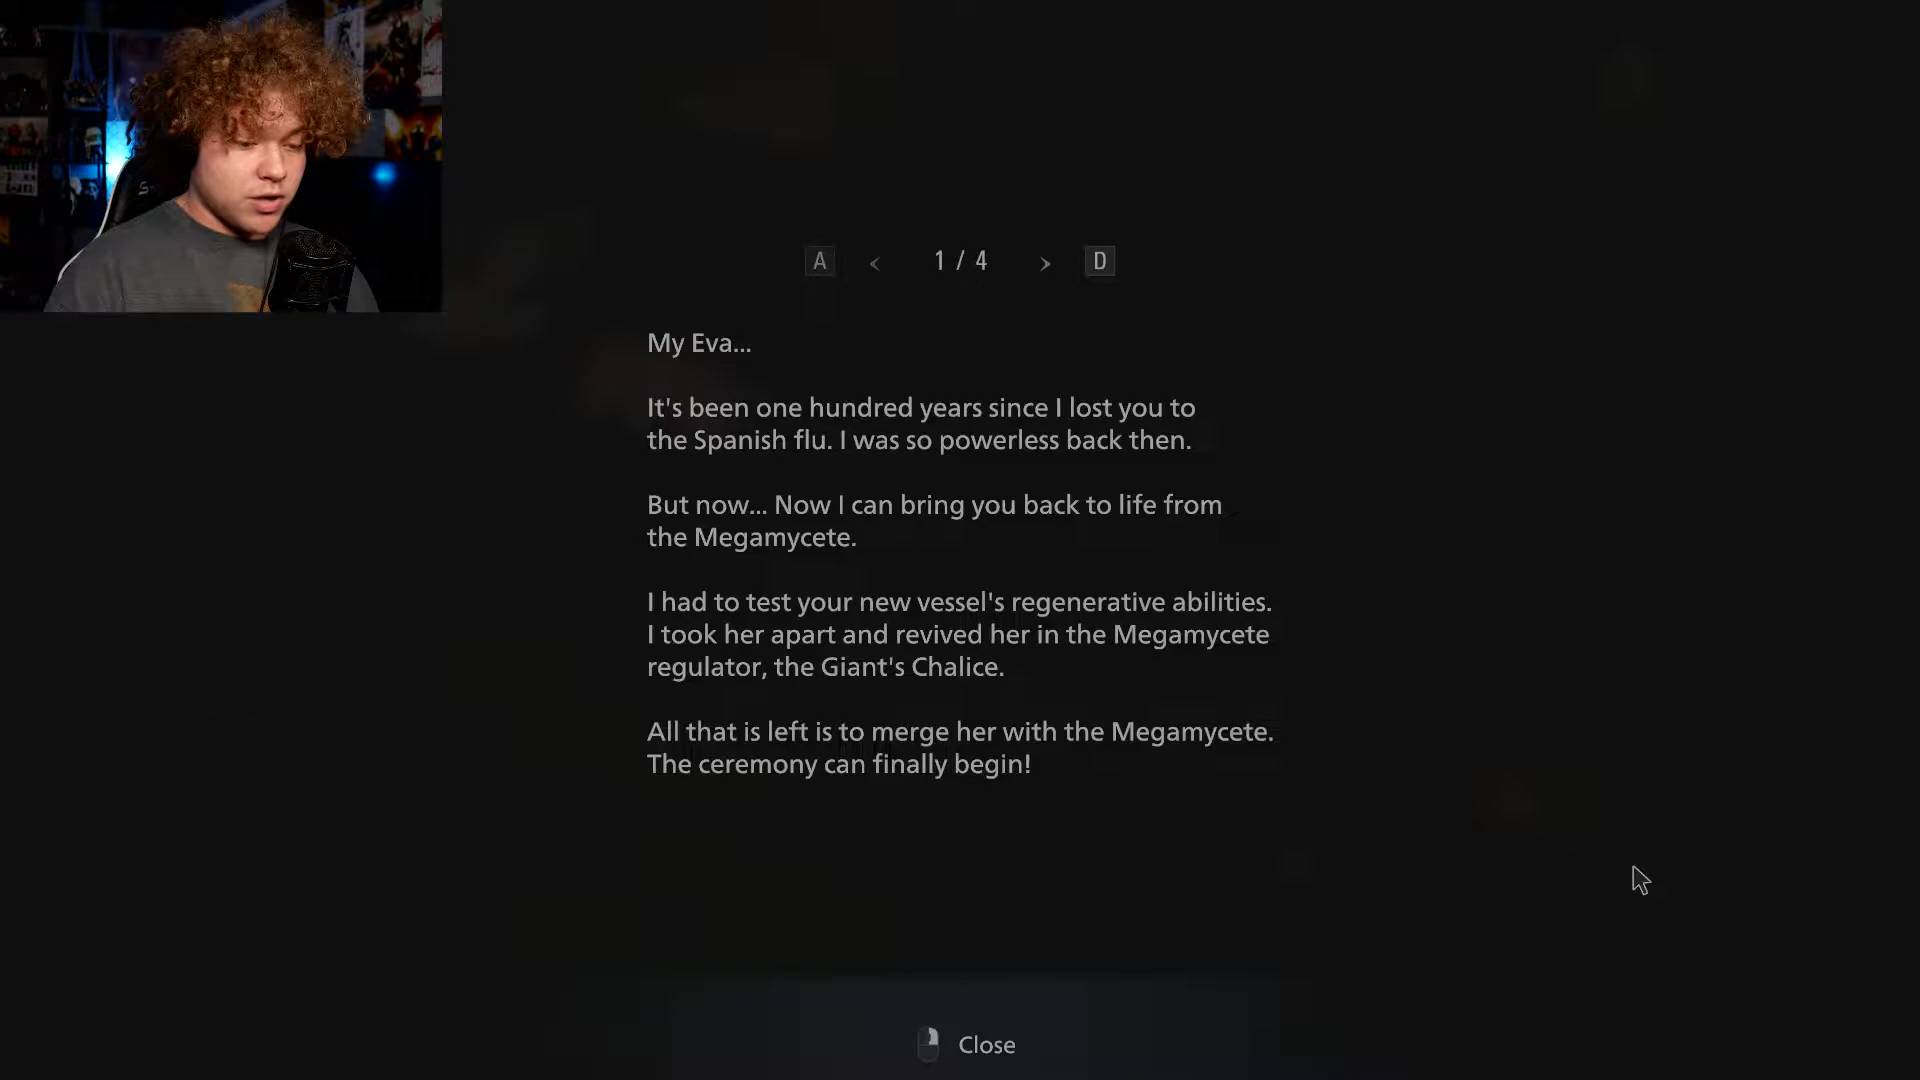 A < 1 / 4 > D
My Eva...
It's been one hundred years since I lost you to
the Spanish flu. I was so powerless back then.
But now... Now I can bring you back to life from
the Megamycete.
I had to test your new vessel's regenerative abilities.
I took her apart and revived her in the Megamycete
regulator, the Giant's Chalice.
All that is left is to merge her with the Megamycete.
The ceremony can finally begin!
Close